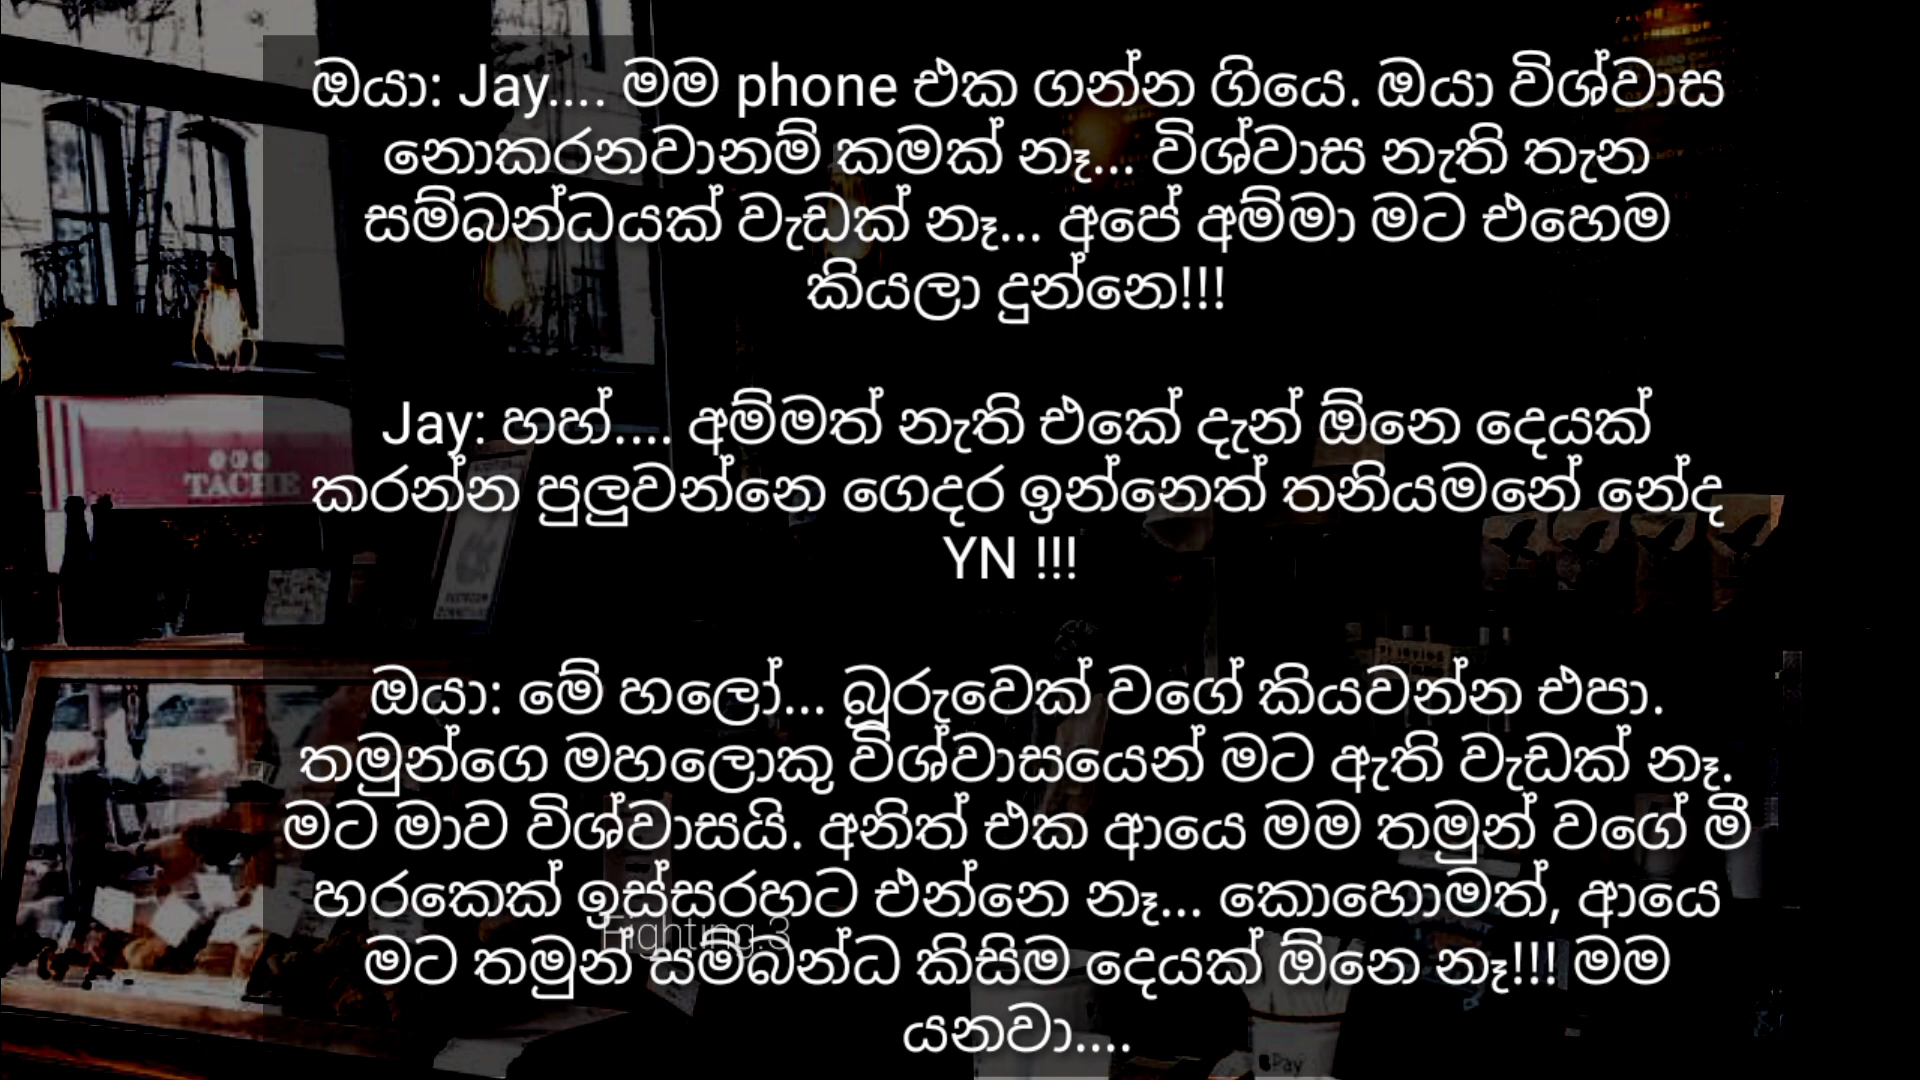 ඔයා: Jay.... මම phone එක ගන්න ගියෙ. ඔයා විශ්වාස
නොකරනවානම් කමක් නෑ... විශ්වාස නැති තැන
සම්බන්ධයක් වැඩක් නෑ... අපේ අම්මා මට එහෙම
කියලා දුන්නෙ!!!
Jay: හහ්.... අම්මත් නැති එකේ දැන් ඕනෙ දෙයක්
කරන්න පුලුවන්නෙ ගෙදර ඉන්නෙත් තනියමනේ නේද
YN !!!
ඔයා: මේ හලෝ... බූරුවෙක් වගේ කියවන්න එපා.
තමුන්ගෙ මහලොකු විශ්වාසයෙන් මට ඇති වැඩක් නෑ.
මට මාව විශ්වාසයි. අනිත් එක ආයෙ මම තමුන් වගේ මී
හරකෙක් ඉස්සරහට එන්නෙ නෑ... කොහොමත්, ආයෙ
මට තමුන් සම්බන්ධ කිසිම දෙයක් ඕනෙ නෑ!!! මම
යනවා....
Fighting.3
TACHE
Pay